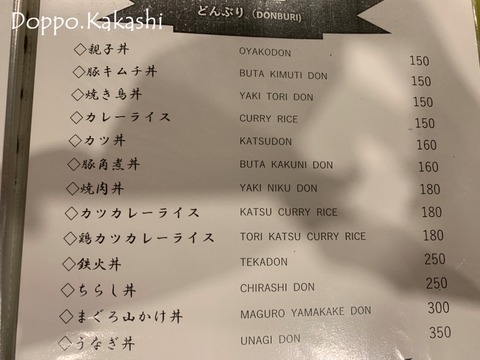 Doppo.Kakashi
どんぶり (DONBURI)
◇親子丼 OYAKODON 150
◇豚キムチ丼 BUTA KIMUTI DON 150
◇焼き鳥丼 YAKI TORI DON 150
◇カレーライス CURRY RICE 150
◇カツ丼 KATSUDON 160
◇豚角煮丼 BUTA KAKUNI DON 160
◇焼肉丼 YAKI NIKU DON 180
◇カツカレーライス KATSU CURRY RICE 180
◇鶏カツカレーライス TORI KATSU CURRY RICE 180
◇鉄火丼 TEKADON 250
◇ちらし丼 CHIRASHI DON 250
◇まぐろ山かけ丼 MAGURO YAMAKAKE DON 300
◇うなぎ丼 UNAGI DON 350